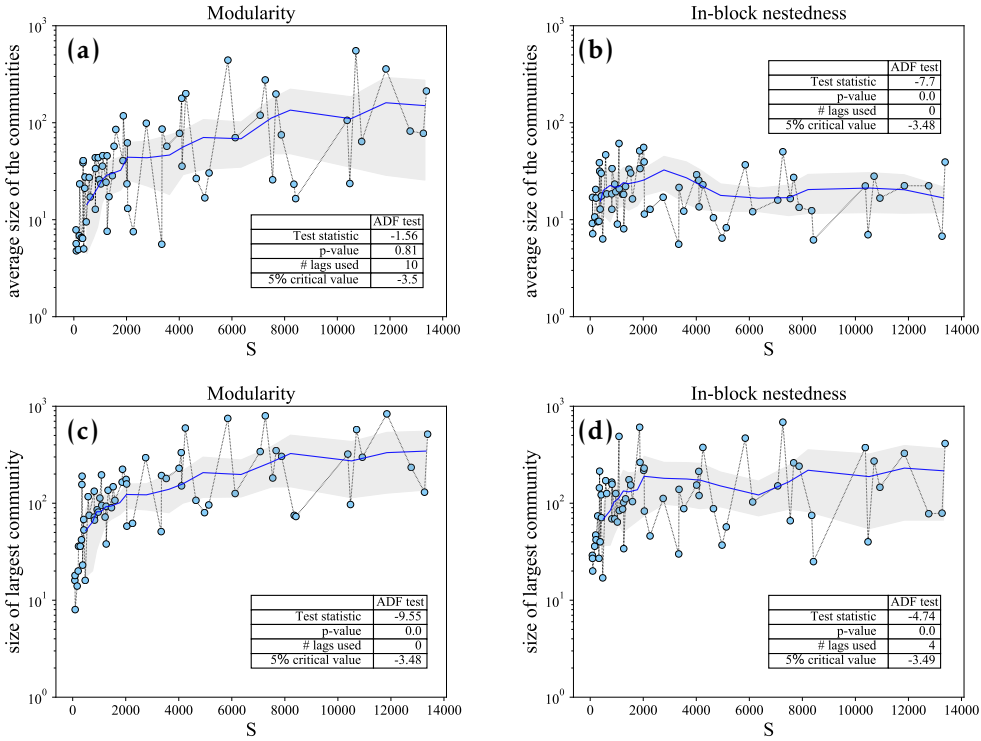 Modularity
(a)
average size of the communities
10^3
10^2
10^1
10^0
ADF test
Test statistic -1.56
p-value 0.81
# lags used 10
5% critical value -3.5
0 2000 4000 6000 8000 10000 12000 14000
S
In-block nestedness
(b)
average size of the communities
10^3
10^2
10^1
10^0
ADF test
Test statistic -7.7
p-value 0.0
# lags used 0
5% critical value -3.48
0 2000 4000 6000 8000 10000 12000 14000
S
Modularity
(c)
size of largest community
10^3
10^2
10^1
10^0
ADF test
Test statistic -9.55
p-value 0.0
# lags used 0
5% critical value -3.48
0 2000 4000 6000 8000 10000 12000 14000
S
In-block nestedness
(d)
size of largest community
10^3
10^2
10^1
10^0
ADF test
Test statistic -4.74
p-value 0.0
# lags used 4
5% critical value -3.49
0 2000 4000 6000 8000 10000 12000 14000
S